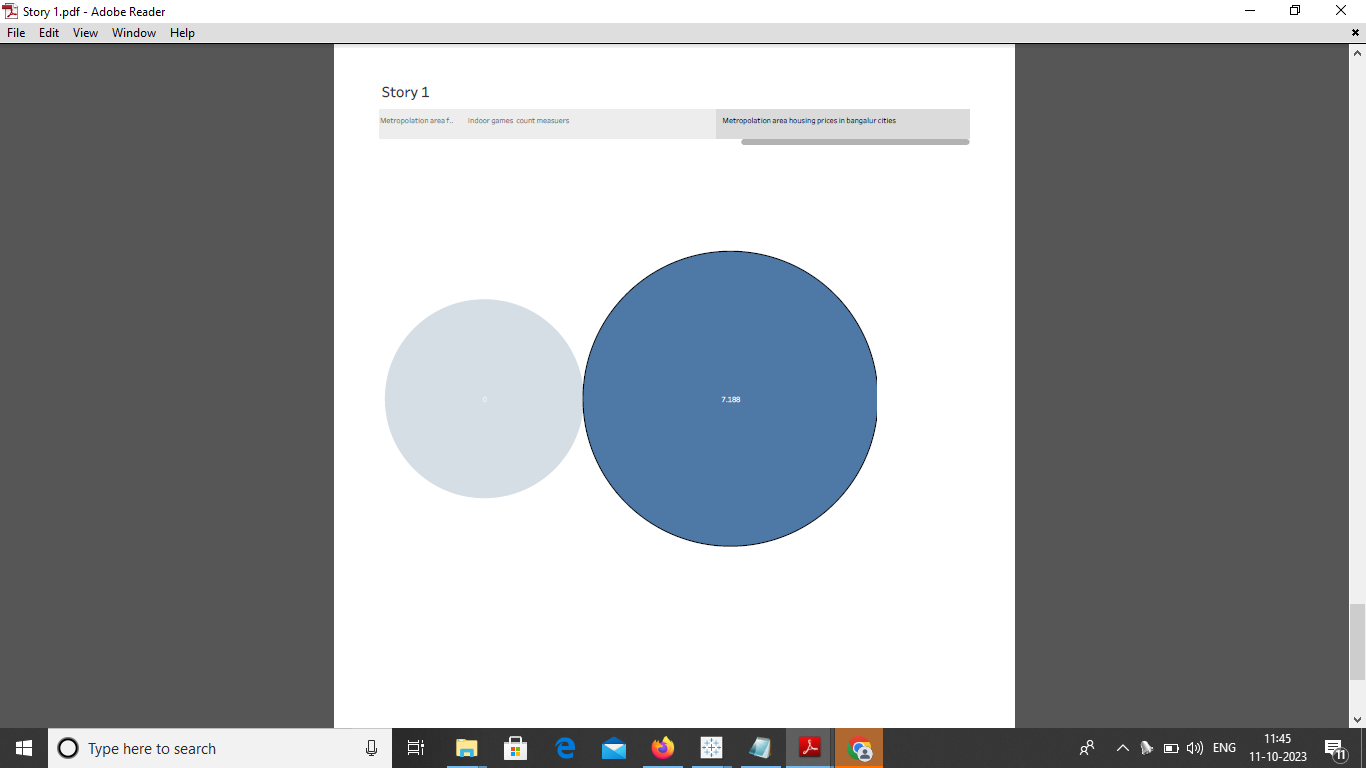 Story 1.pdf - Adobe Reader
File Edit View Window Help
Story 1
Metropolation area f.. Indoor games count measuers Metropolation area housing prices in bangalur cities
0 7.188
Type here to search ENG 11:45
11-10-2023 11